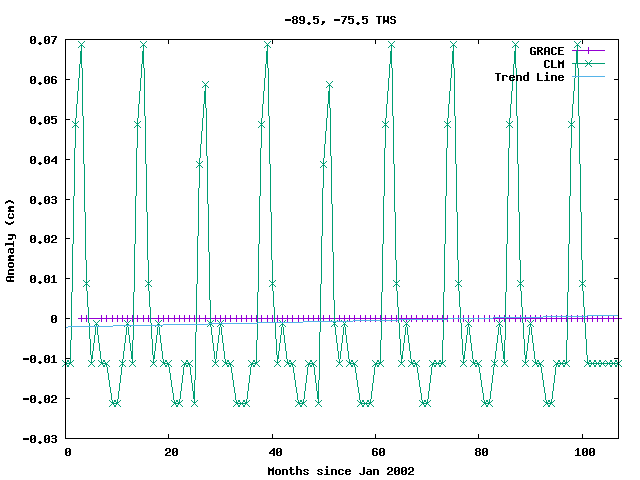 -89.5, -75.5 TWS
0.07
0.06
0.05
0.04
0.03
0.02
0.01
0
-0.01
-0.02
-0.03
Anomaly (cm)
GRACE
CLM
Trend Line
0 20 40 60 80 100
Months since Jan 2002